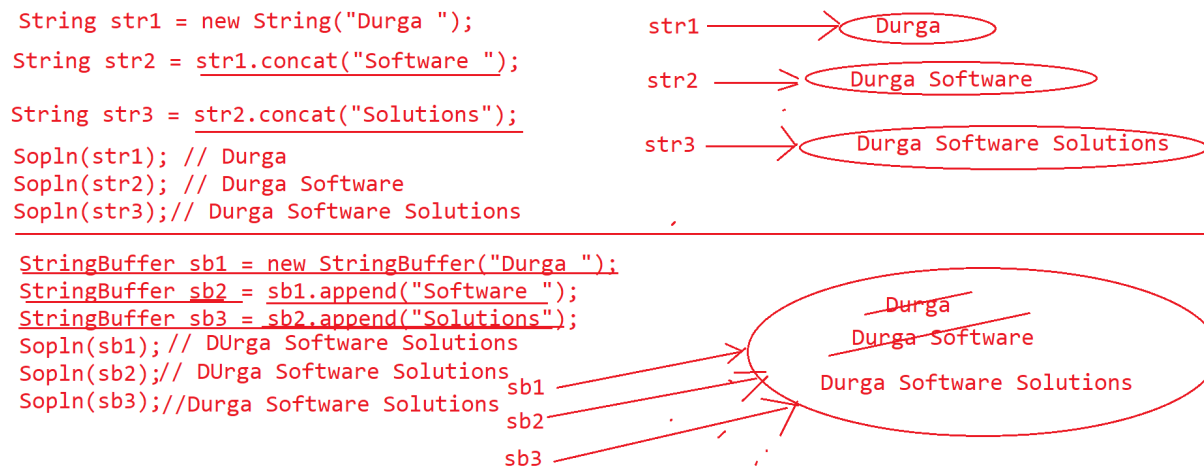 String str1 = new String("Durga ");
String str2 = str1.concat("Software ");
String str3 = str2.concat("Solutions");
Sopln(str1); // Durga
Sopln(str2); // Durga Software
Sopln(str3);// Durga Software Solutions
str1
Durga
str2
Durga Software
str3
Durga Software Solutions
StringBuffer sb1 = new StringBuffer("Durga ");
StringBuffer sb2 = sb1.append("Software ");
StringBuffer sb3 = sb2.append("Solutions");
Sopln(sb1); // DUrga Software Solutions
Sopln(sb2);// DUrga Software Solutions
Sopln(sb3);//Durga Software Solutions
sb1
sb2
sb3
Durga
Durga Software
Durga Software Solutions